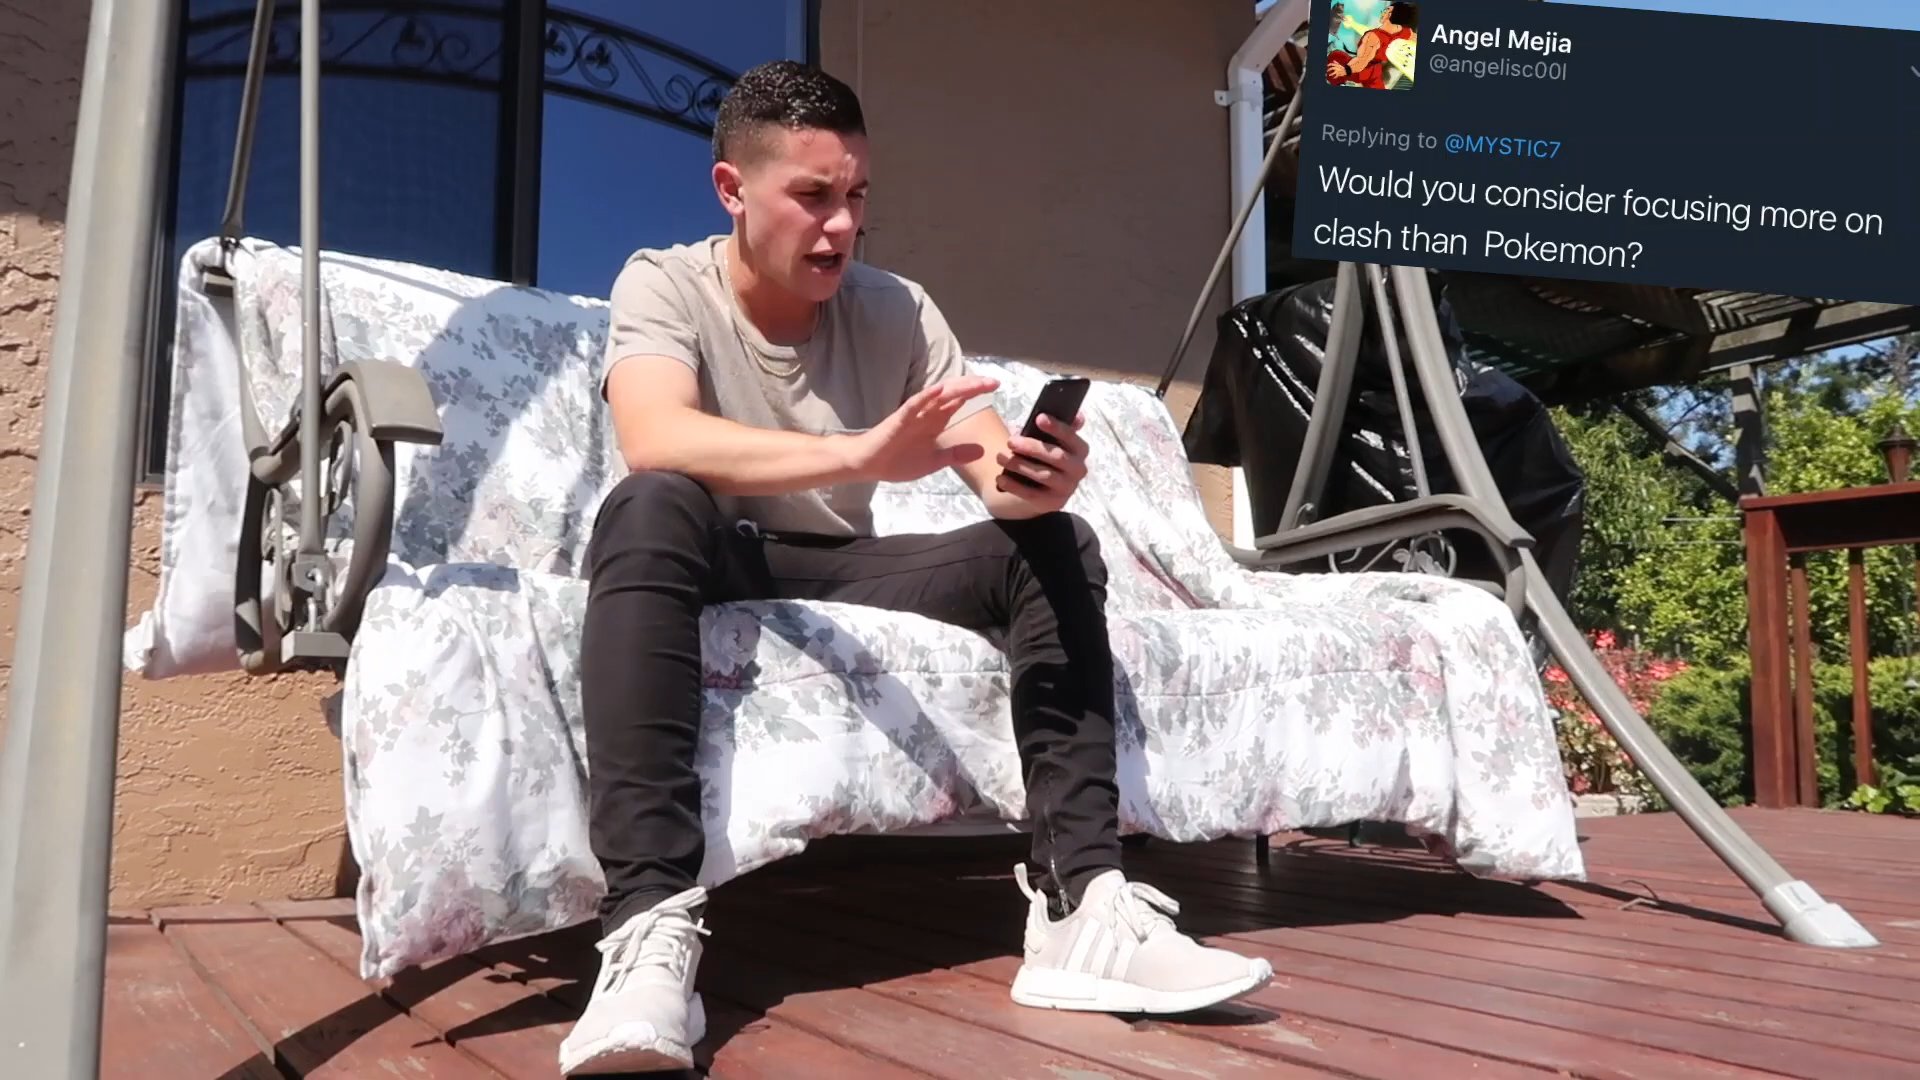 Angel Mejia
@angelisc00l
Replying to @MYSTIC7
Would you consider focusing more on
clash than Pokemon?